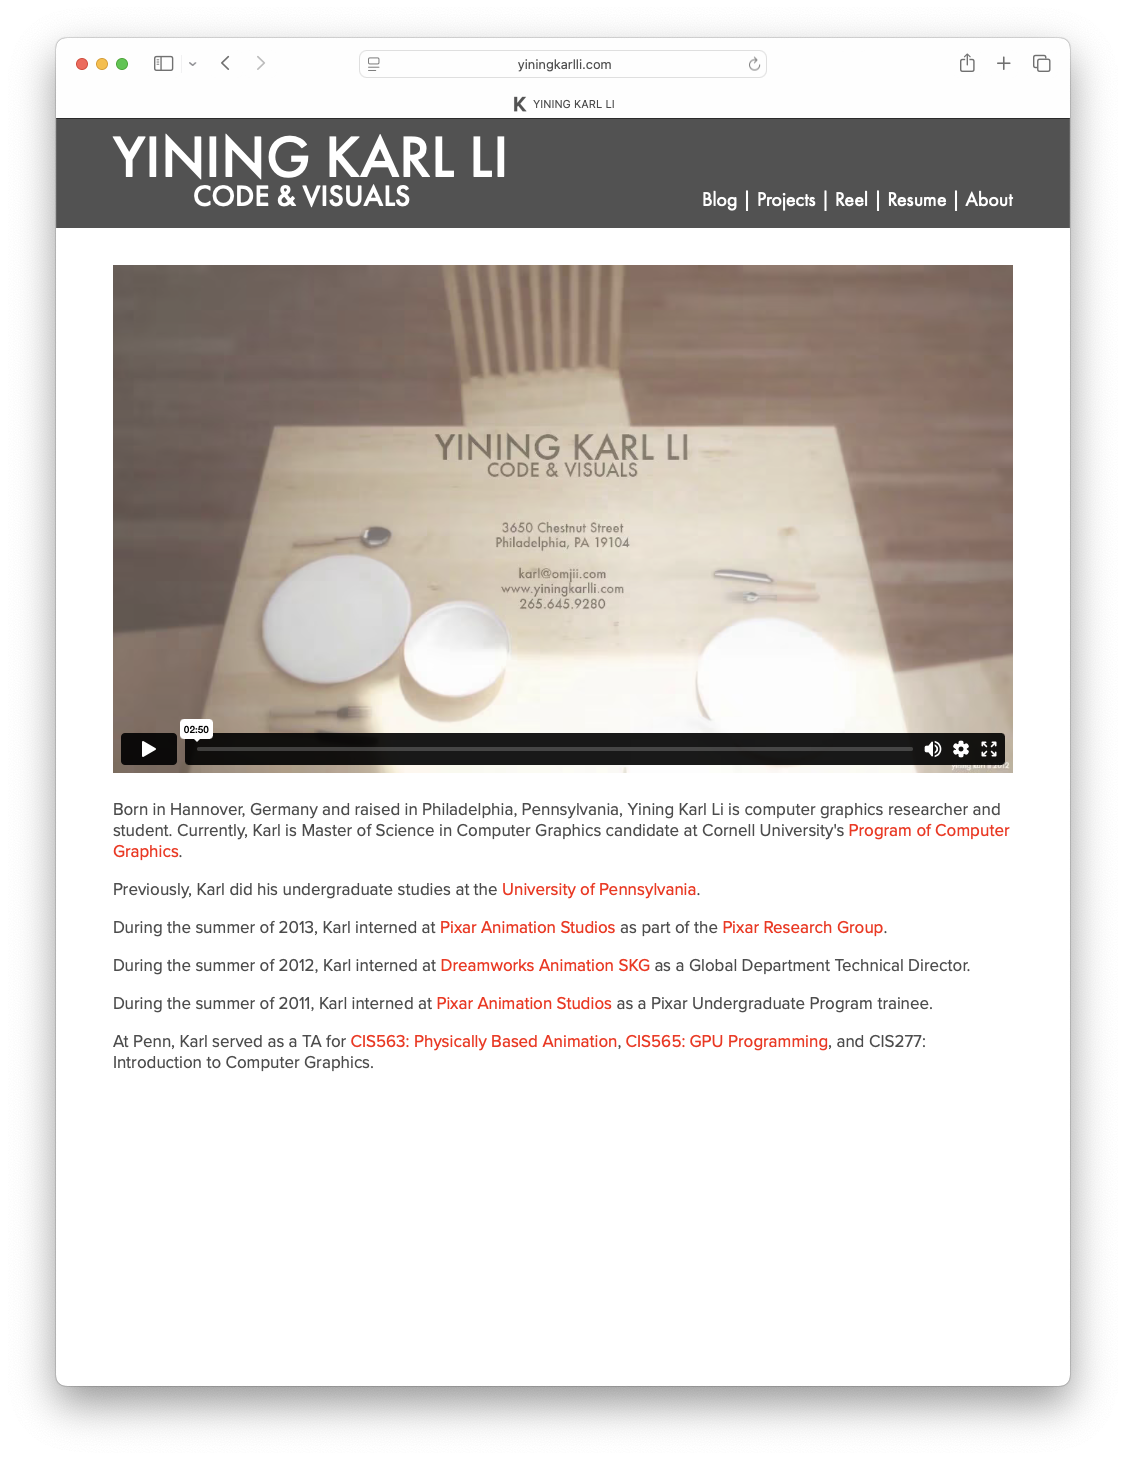 yiningkarlli.com
K YINING KARL LI
YINING KARL LI
CODE & VISUALS
Blog | Projects | Reel | Resume | About
YINING KARL LI
CODE & VISUALS
3650 Chestnut Street
Philadelphia, PA 19104
karl@omjii.com
www.yiningkarlli.com
265.645.9280
02:50
Born in Hannover, Germany and raised in Philadelphia, Pennsylvania, Yining Karl Li is computer graphics researcher and
student. Currently, Karl is Master of Science in Computer Graphics candidate at Cornell University's Program of Computer
Graphics.
Previously, Karl did his undergraduate studies at the University of Pennsylvania.
During the summer of 2013, Karl interned at Pixar Animation Studios as part of the Pixar Research Group.
During the summer of 2012, Karl interned at Dreamworks Animation SKG as a Global Department Technical Director.
During the summer of 2011, Karl interned at Pixar Animation Studios as a Pixar Undergraduate Program trainee.
At Penn, Karl served as a TA for CIS563: Physically Based Animation, CIS565: GPU Programming, and CIS277:
Introduction to Computer Graphics.